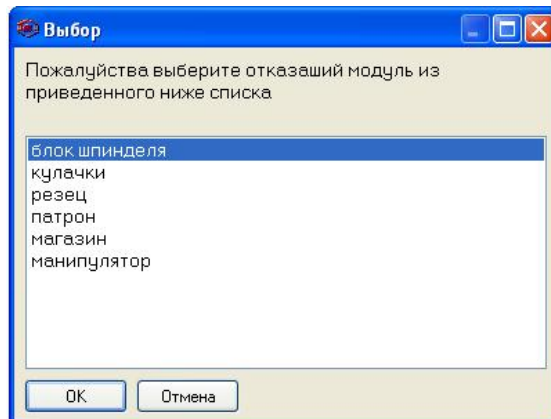 Выбор
Пожалуйства выберите отказаший модуль из
приведенного ниже списка
блок шпинделя
кулачки
резец
патрон
магазин
манипулятор
OK Отмена